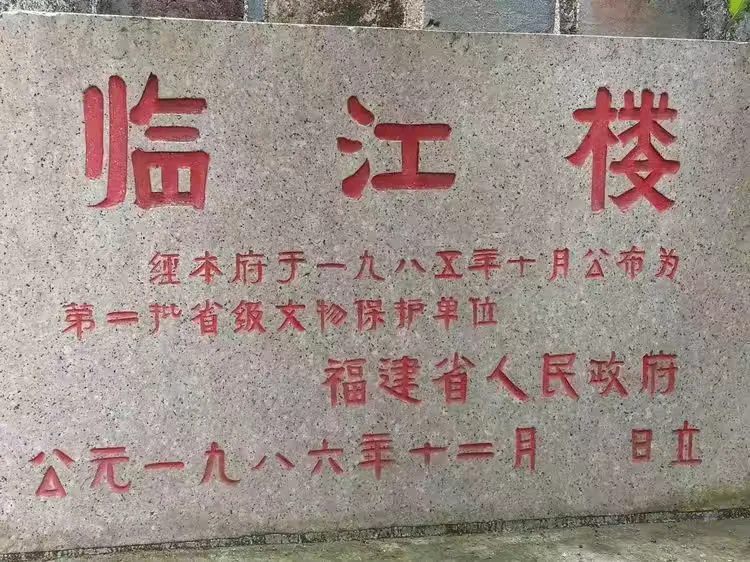 临江楼
經本府于一九八五年十月公布为
第一批省级文物保护单位
福建省人民政府
公元一九八六年十二月 日立